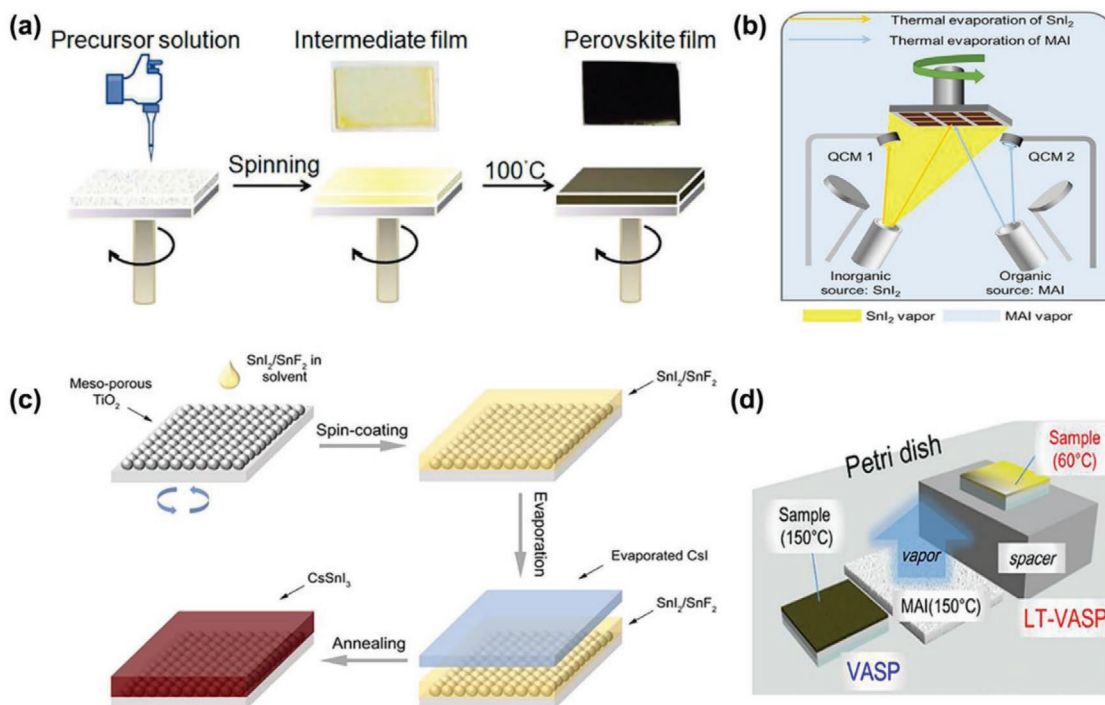 (a)
Precursor solution
Intermediate film
Perovskite film
Spinning
100°C
(b)
Thermal evaporation of SnI₂
Thermal evaporation of MAI
QCM 1
QCM 2
Inorganic
source: SnI₂
Organic
source: MAI
SnI₂ vapor
MAI vapor
(c)
SnI₂/SnF₂ in
solvent
Meso-porous
TiO₂
Spin-coating
SnI₂/SnF₂
Evaporation
Evaporated CsI
SnI₂/SnF₂
CsSnI₃
Annealing
(d)
Petri dish
Sample
(60°C)
Sample
(150°C)
vapor
spacer
MAI(150°C)
LT-VASP
VASP